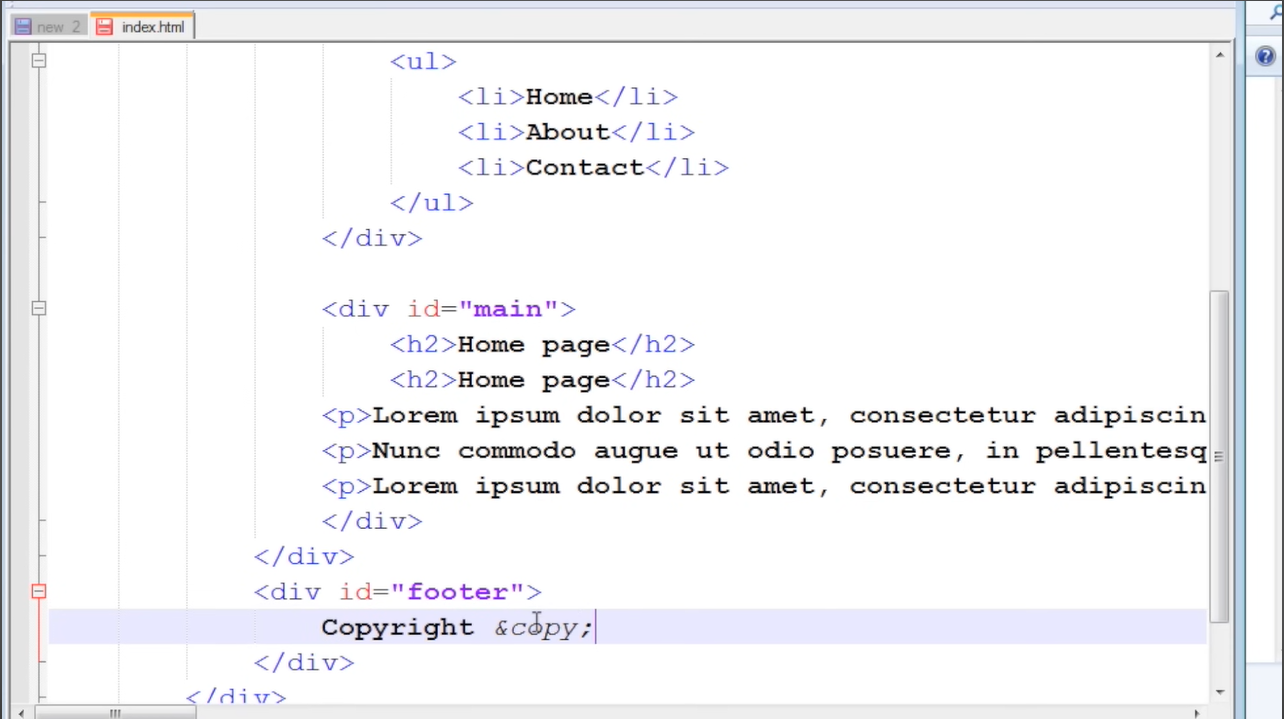 new 2 index.html
<ul>
<li>Home</li>
<li>About</li>
<li>Contact</li>
</ul>
</div>
<div id="main">
<h2>Home page</h2>
<h2>Home page</h2>
<p>Lorem ipsum dolor sit amet, consectetur adipiscin
<p>Nunc commodo augue ut odio posuere, in pellentesq
<p>Lorem ipsum dolor sit amet, consectetur adipiscin
</div>
</div>
<div id="footer">
Copyright &copy;
</div>
</div>